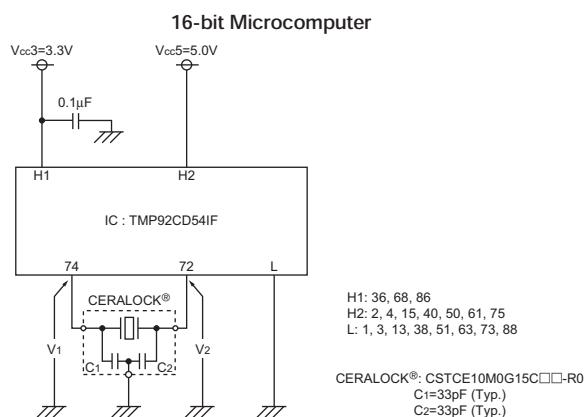 16-bit Microcomputer
Vcc3=3.3V
Vcc5=5.0V
0.1µF
H1
H2
IC : TMP92CD54IF
74
72
L
CERALOCK®
V1
C1
C2
V2
H1: 36, 68, 86
H2: 2, 4, 15, 40, 50, 61, 75
L: 1, 3, 13, 38, 51, 63, 73, 88
CERALOCK®: CSTCE10M0G15C□□-R0
C1=33pF (Typ.)
C2=33pF (Typ.)